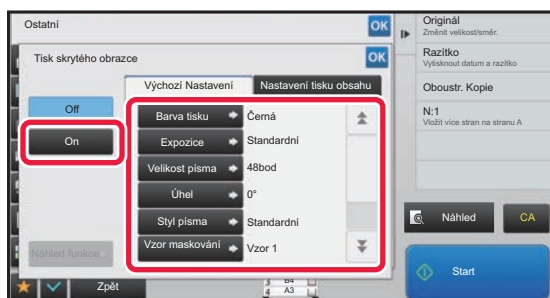 Ostatní
OK
Tisk skrytého obrazce
OK
Výchozí Nastavení
Nastavení tisku obsahu
Off
On
Barva tisku
Černá
Expozice
Standardní
Velikost písma
48bod
Úhel
0°
Styl písma
Standardní
Vzor maskování
Vzor 1
Náhled funkce
Zpět
3 B4
4 A3
Originál
Změnit velikost/směr.
Razítko
Vytisknout datum a razítko
Oboustr. Kopie
N:1
Vložit více stran na stranu A
Náhled
CA
Start